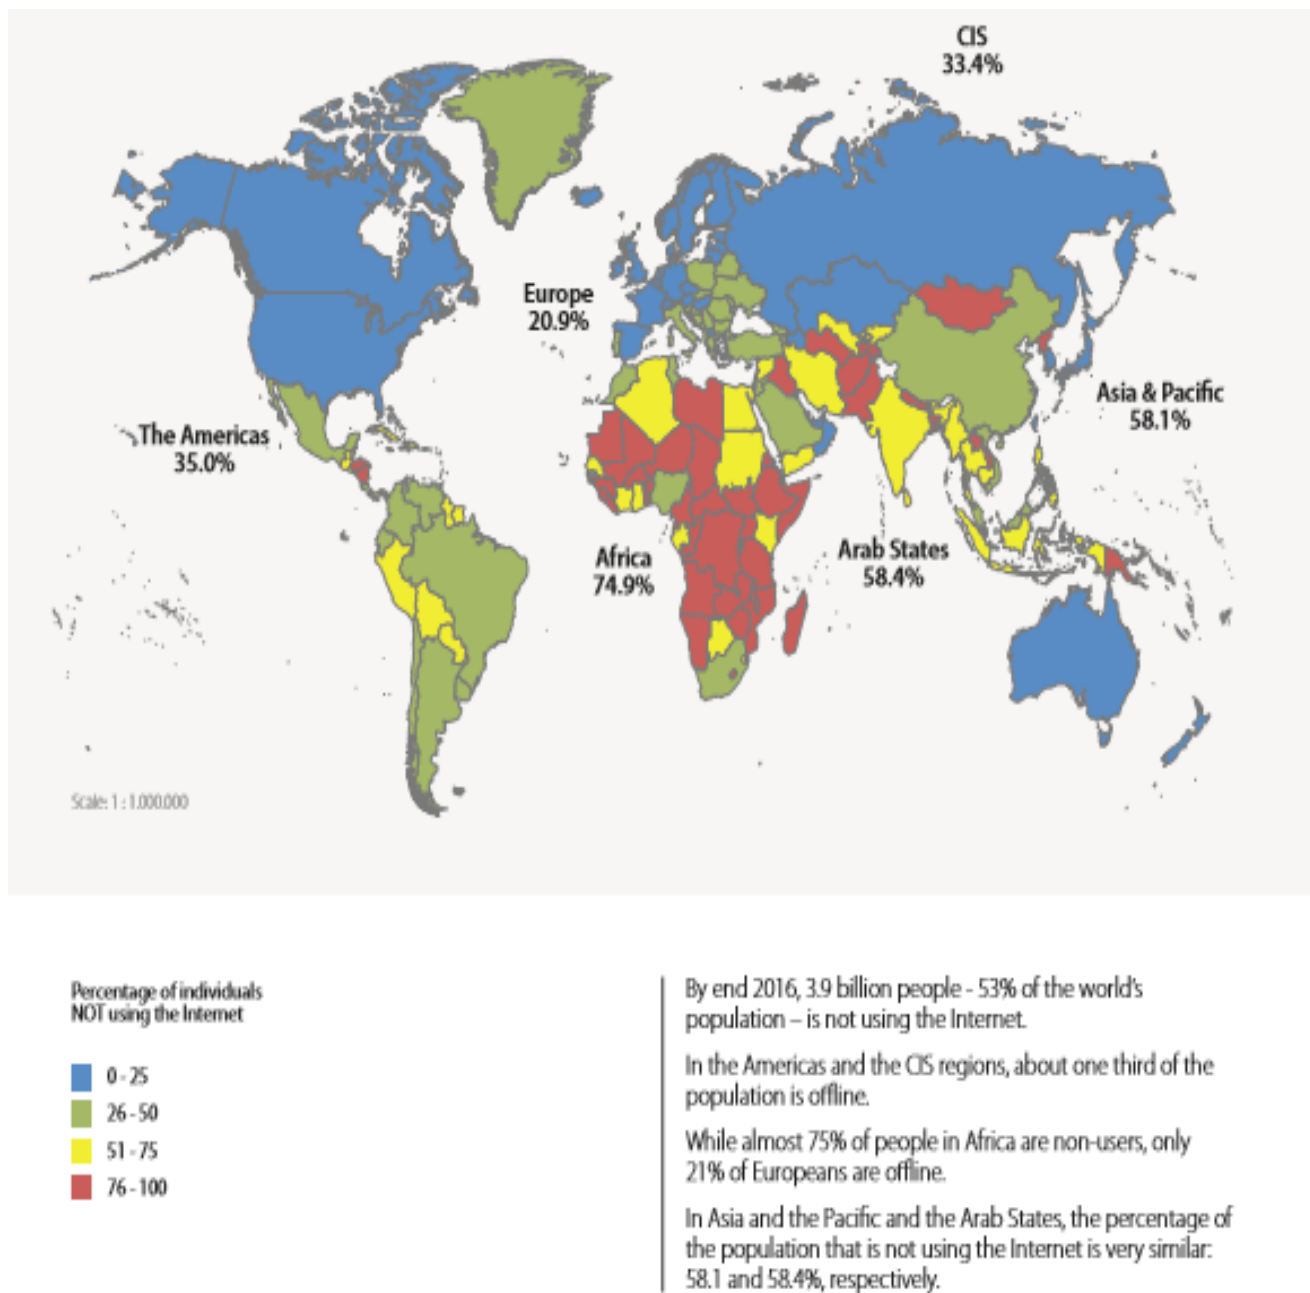 CIS
33.4%
Europe
20.9%
Asia & Pacific
58.1%
The Americas
35.0%
Africa
74.9%
Arab States
58.4%
Scale: 1 : 1.000.000
Percentage of individuals
NOT using the Internet
0 - 25
26 - 50
51 - 75
76 - 100
By end 2016, 3.9 billion people - 53% of the world's
population – is not using the Internet.
In the Americas and the CIS regions, about one third of the
population is offline.
While almost 75% of people in Africa are non-users, only
21% of Europeans are offline.
In Asia and the Pacific and the Arab States, the percentage of
the population that is not using the Internet is very similar:
58.1 and 58.4%, respectively.